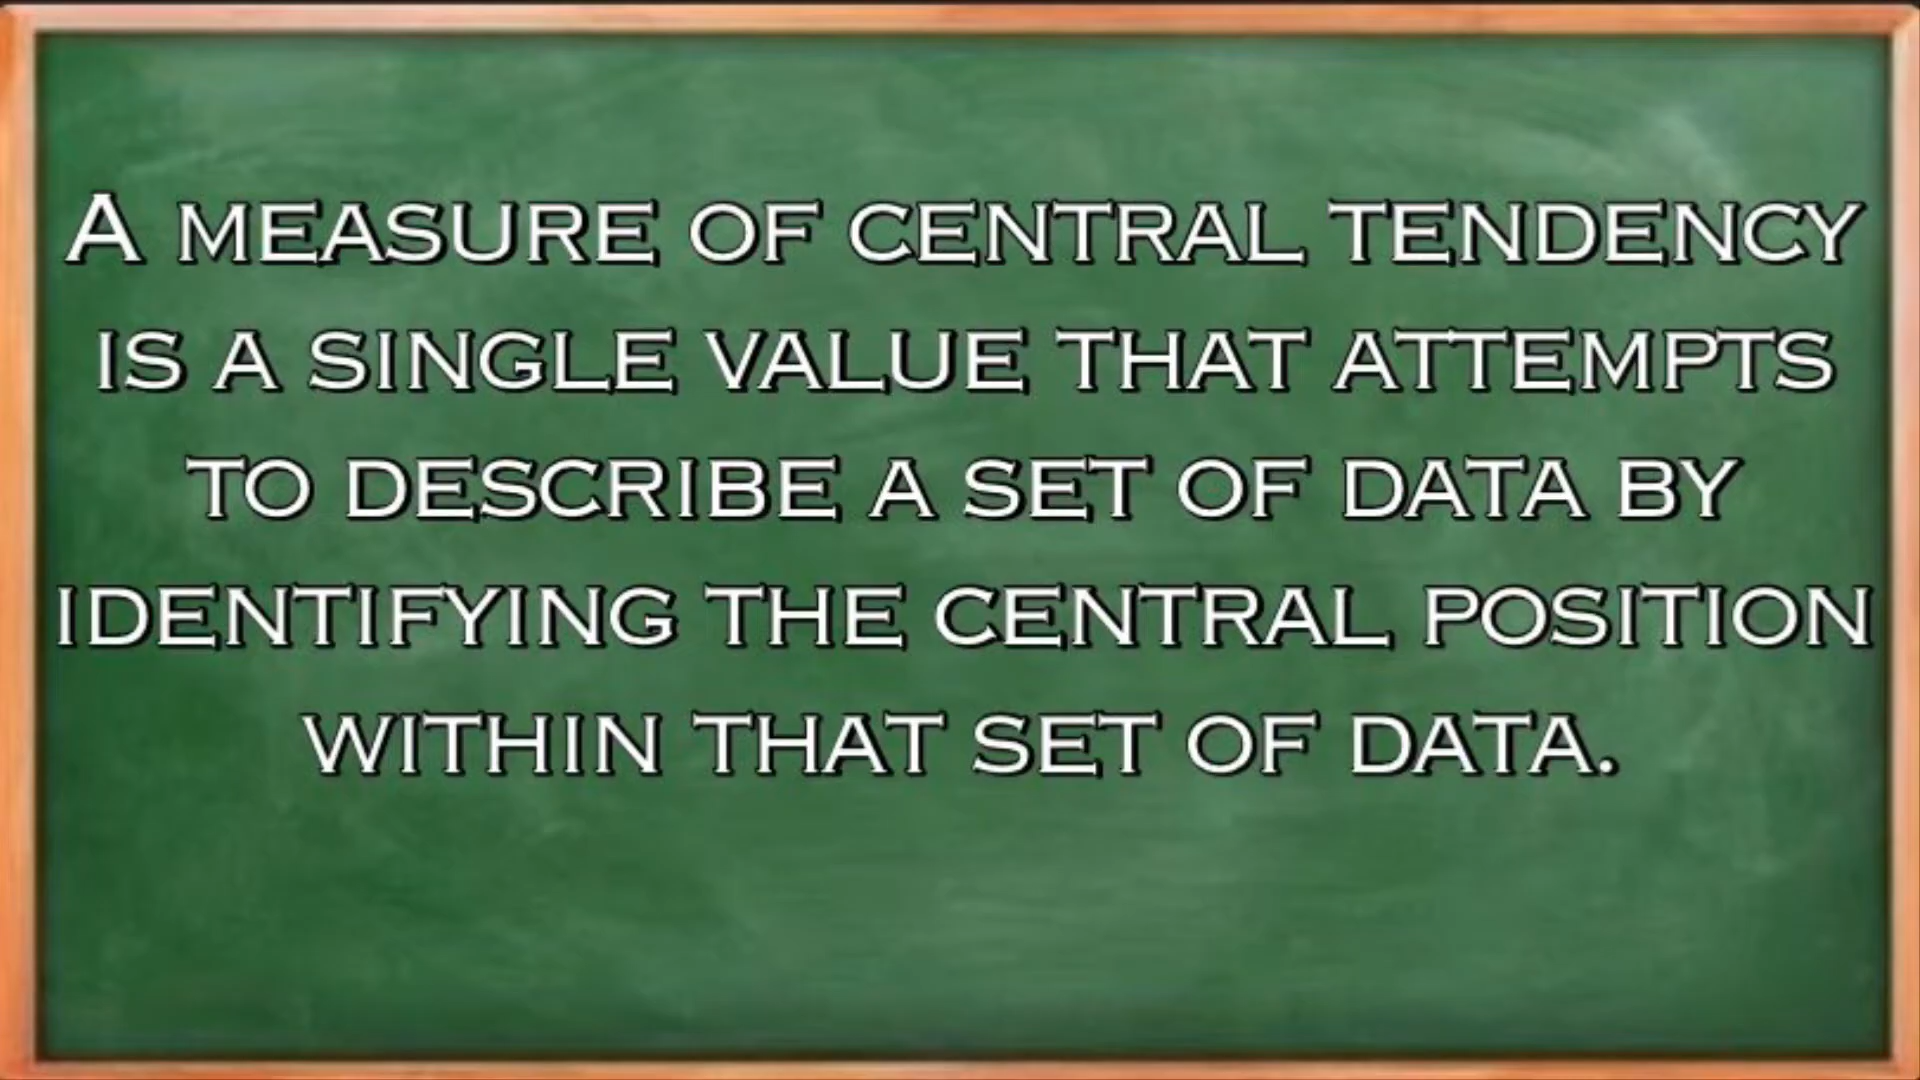 A MEASURE OF CENTRAL TENDENCY
IS A SINGLE VALUE THAT ATTEMPTS
TO DESCRIBE A SET OF DATA BY
IDENTIFYING THE CENTRAL POSITION
WITHIN THAT SET OF DATA.